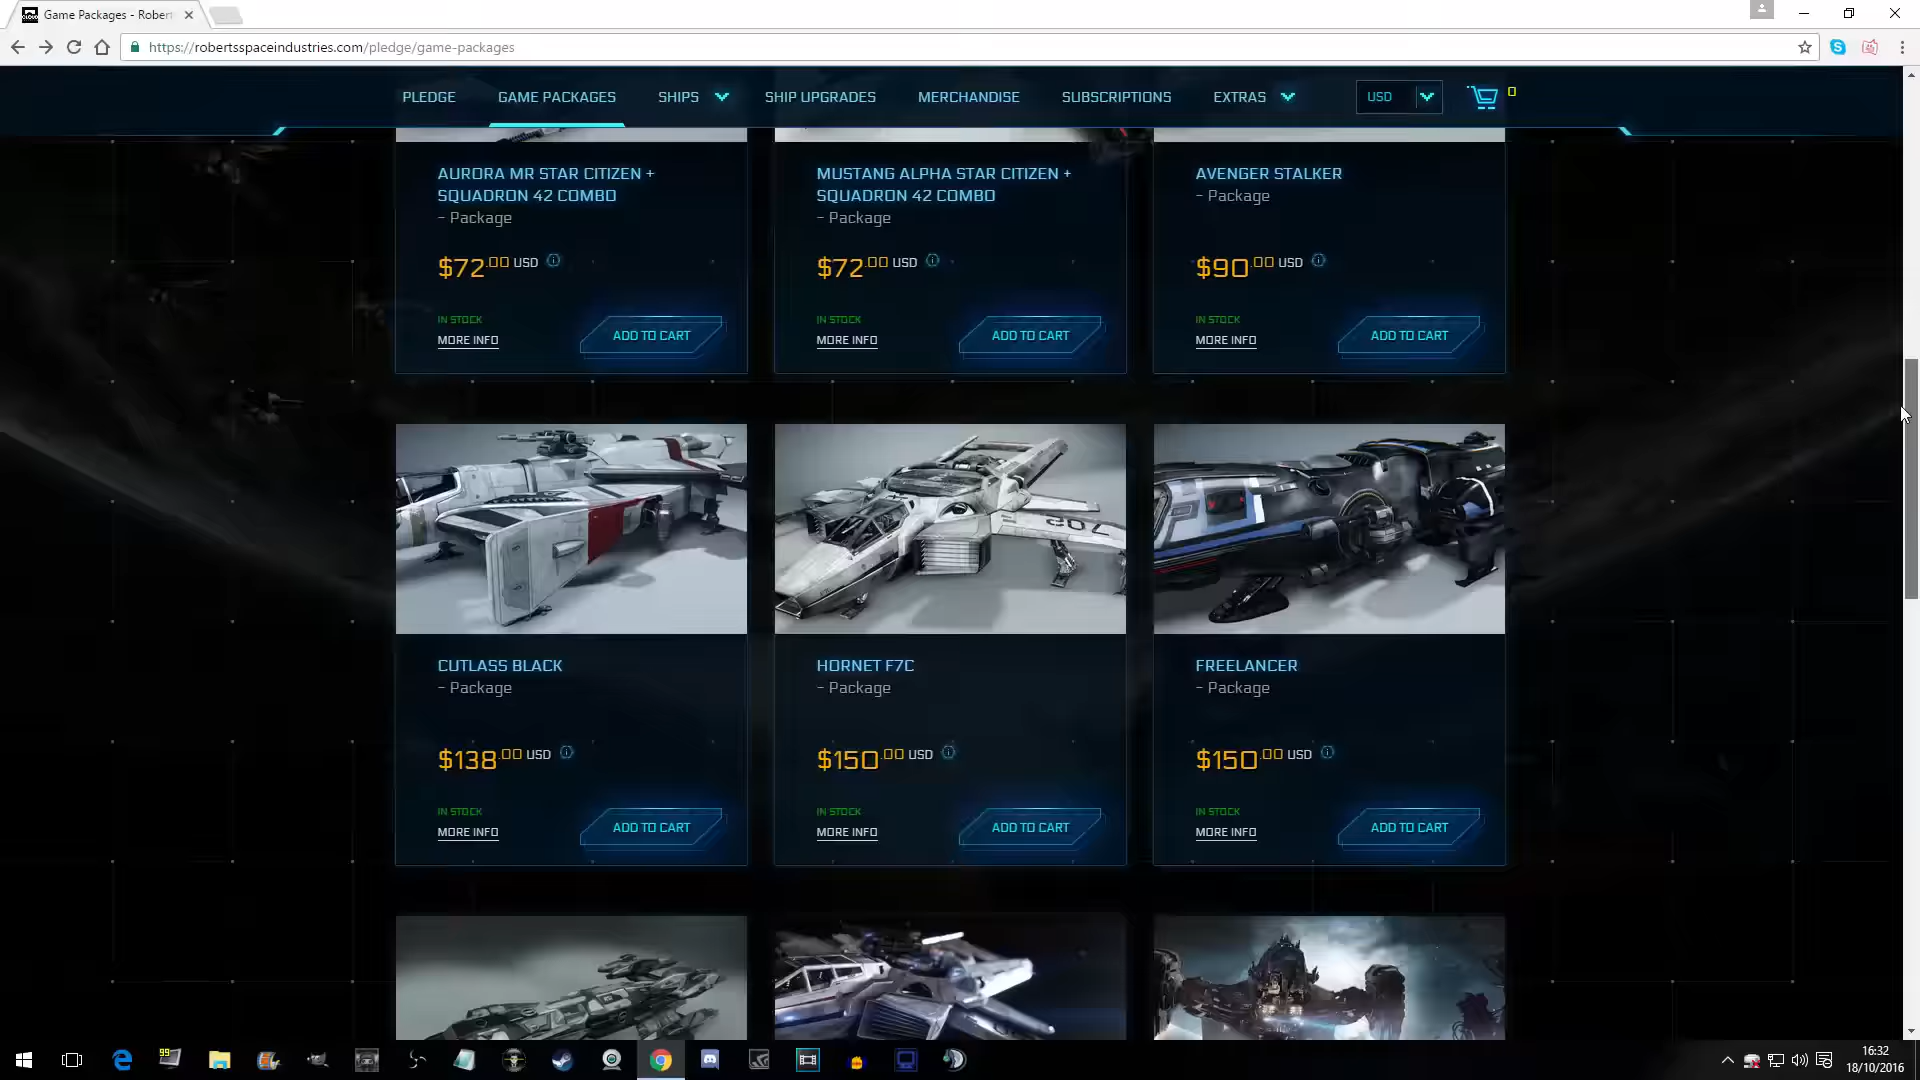 Game Packages - Robert
https://robertsspaceindustries.com/pledge/game-packages
PLEDGE GAME PACKAGES SHIPS SHIP UPGRADES MERCHANDISE SUBSCRIPTIONS EXTRAS USD 0
AURORA MR STAR CITIZEN +
SQUADRON 42 COMBO
- Package
$72.00 USD
IN STOCK
MORE INFO
ADD TO CART
MUSTANG ALPHA STAR CITIZEN +
SQUADRON 42 COMBO
- Package
$72.00 USD
IN STOCK
MORE INFO
ADD TO CART
AVENGER STALKER
- Package
$90.00 USD
IN STOCK
MORE INFO
ADD TO CART
CUTLASS BLACK
- Package
$138.00 USD
IN STOCK
MORE INFO
ADD TO CART
207
HORNET F7C
- Package
$150.00 USD
IN STOCK
MORE INFO
ADD TO CART
FREELANCER
- Package
$150.00 USD
IN STOCK
MORE INFO
ADD TO CART
99
16:32
18/10/2016